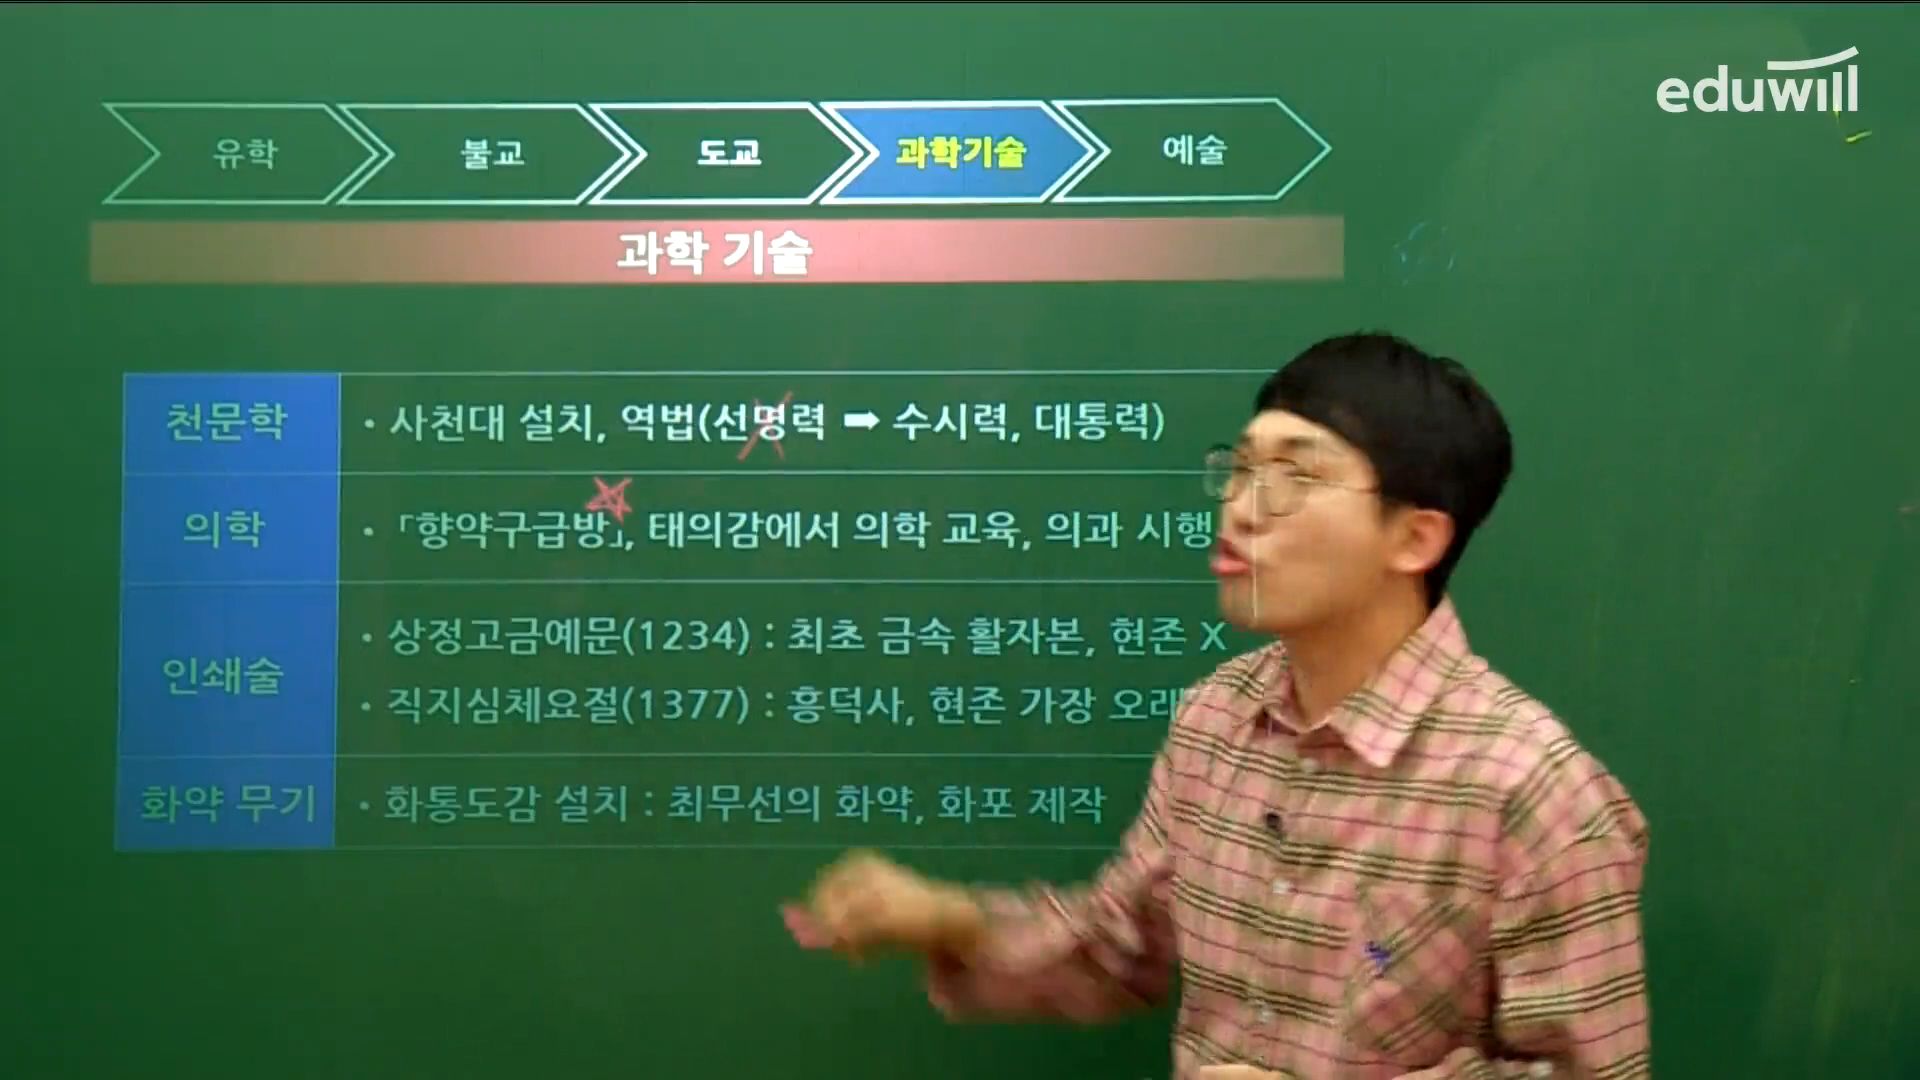 eduwill
유학 불교 도교 과학기술 예술
과학 기술
천문학
• 사천대 설치, 역법(선명력 ➡ 수시력, 대통력)
의학
• 「향약구급방」, 태의감에서 의학 교육, 의과 시행
인쇄술
• 상정고금예문(1234) : 최초 금속 활자본, 현존 X
• 직지심체요절(1377) : 흥덕사, 현존 가장
화약 무기
• 화통도감 설치 : 최무선의 화약, 화포 제작